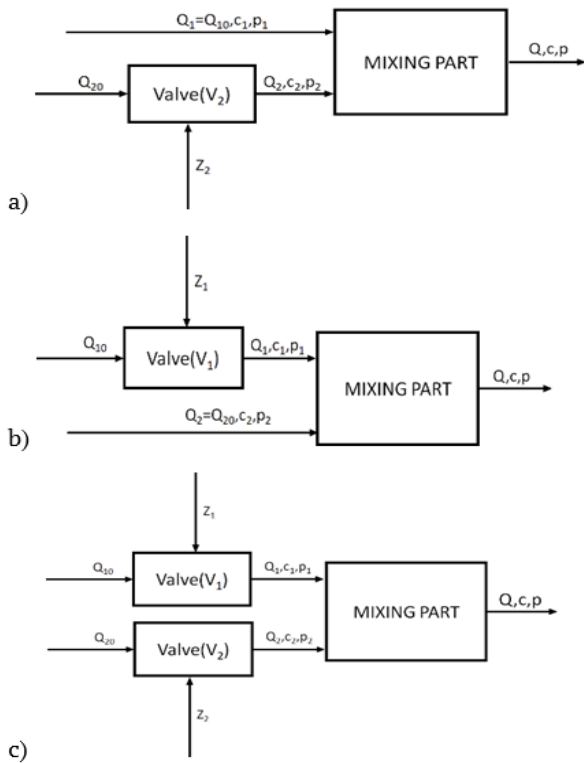 Q₁=Q₁₀,c₁,p₁
MIXING PART
Q,c,p
Q₂₀
Valve(V₂)
Q₂,c₂,p₂
Z₂
a)
Z₁
Q₁₀
Valve(V₁)
Q₁,c₁,p₁
MIXING PART
Q,c,p
Q₂=Q₂₀,c₂,p₂
b)
Z₁
Q₁₀
Valve(V₁)
Q₁,c₁,p₁
MIXING PART
Q,c,p
Q₂₀
Valve(V₂)
Q₂,c₂,p₂
Z₂
c)